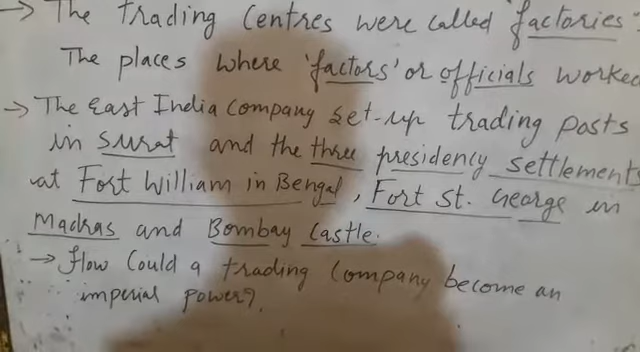 → The trading centres were called factories.
The places where 'factors' or officials worked
→ The East India Company set-up trading posts
in Surat and the three presidency settlements
at Fort William in Bengal, Fort St. George in
Madras and Bombay Castle.
→ How could a trading company become an
imperial power?